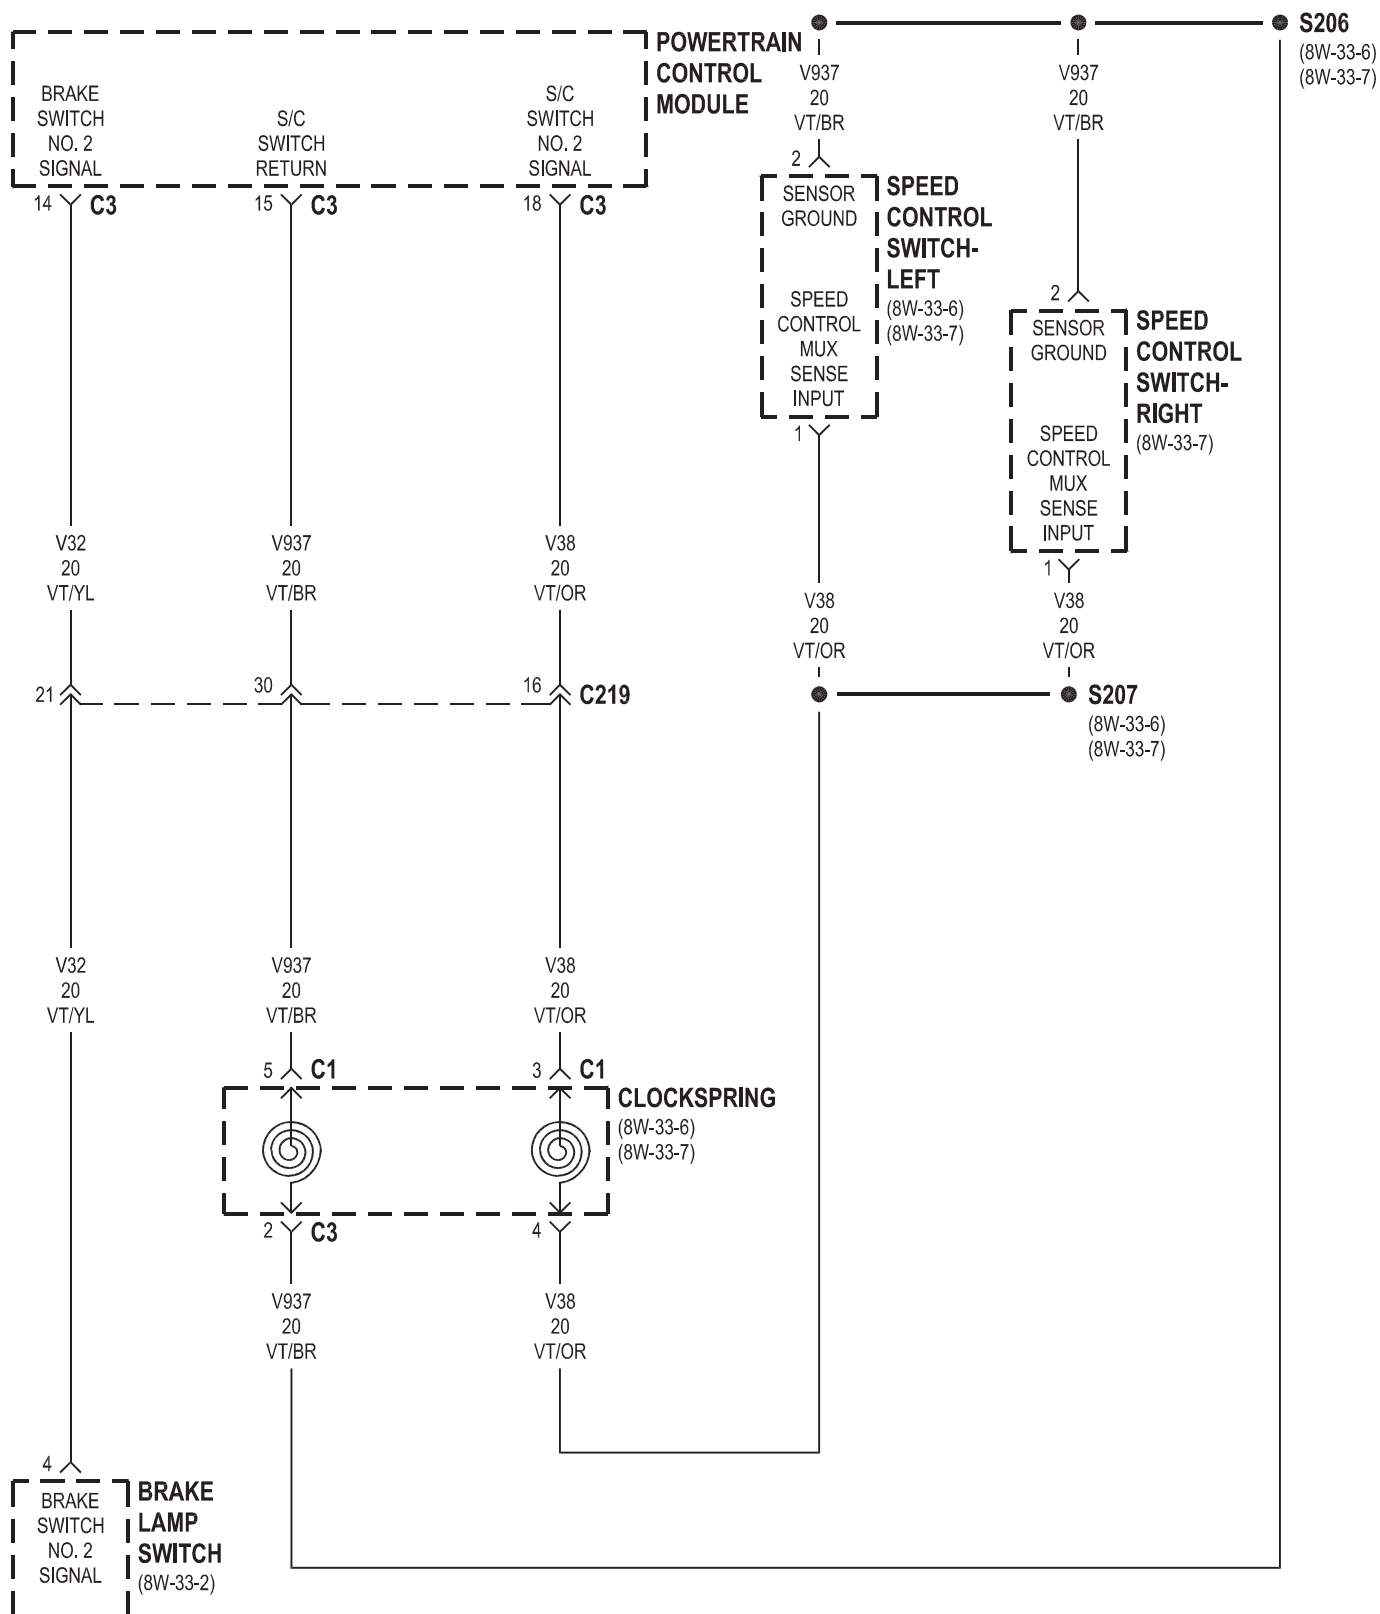 POWERTRAIN
CONTROL
MODULE
BRAKE
SWITCH
NO. 2
SIGNAL
S/C
SWITCH
RETURN
S/C
SWITCH
NO. 2
SIGNAL
14
C3
15
C3
18
C3
S206
(8W-33-6)
(8W-33-7)
V937
20
VT/BR
V937
20
VT/BR
2
SENSOR
GROUND
SPEED
CONTROL
MUX
SENSE
INPUT
SPEED
CONTROL
SWITCH-
LEFT
(8W-33-6)
(8W-33-7)
1
2
SENSOR
GROUND
SPEED
CONTROL
MUX
SENSE
INPUT
SPEED
CONTROL
SWITCH-
RIGHT
(8W-33-7)
1
V32
20
VT/YL
V937
20
VT/BR
V38
20
VT/OR
V38
20
VT/OR
V38
20
VT/OR
21
30
16
C219
S207
(8W-33-6)
(8W-33-7)
V32
20
VT/YL
V937
20
VT/BR
V38
20
VT/OR
5
C1
3
C1
CLOCKSPRING
(8W-33-6)
(8W-33-7)
2
C3
4
V937
20
VT/BR
V38
20
VT/OR
4
BRAKE
SWITCH
NO. 2
SIGNAL
BRAKE
LAMP
SWITCH
(8W-33-2)